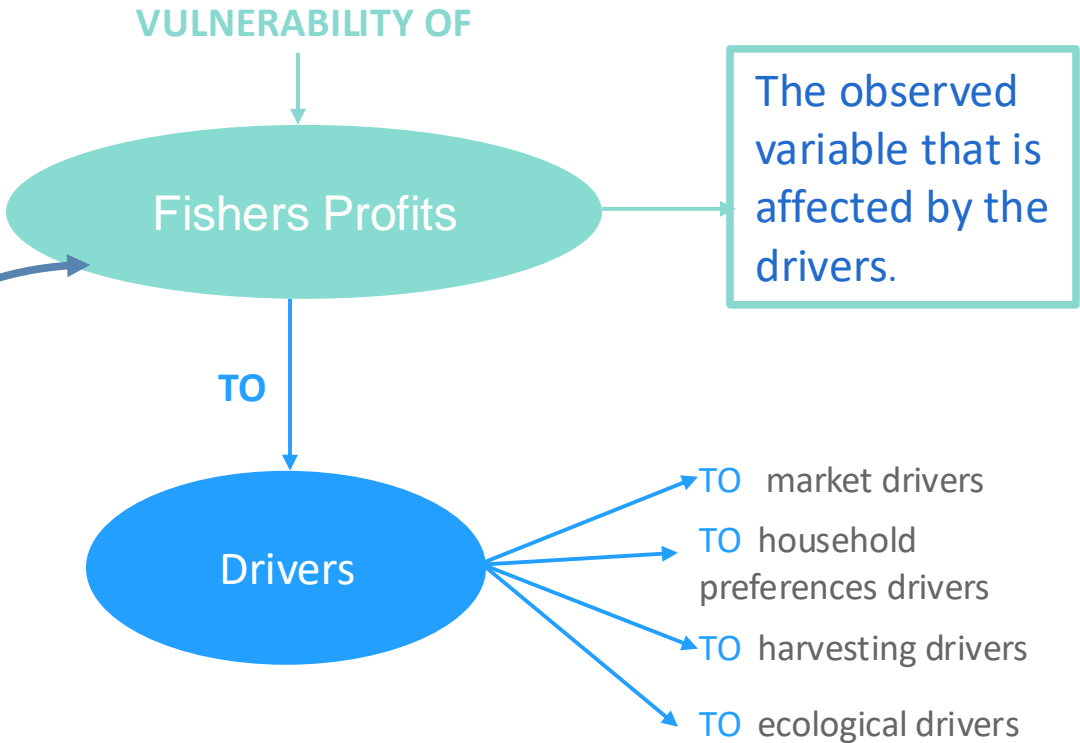 VULNERABILITY OF
Fishers Profits
The observed
variable that is
affected by the
drivers.
TO
Drivers
TO market drivers
TO household
preferences drivers
TO harvesting drivers
TO ecological drivers